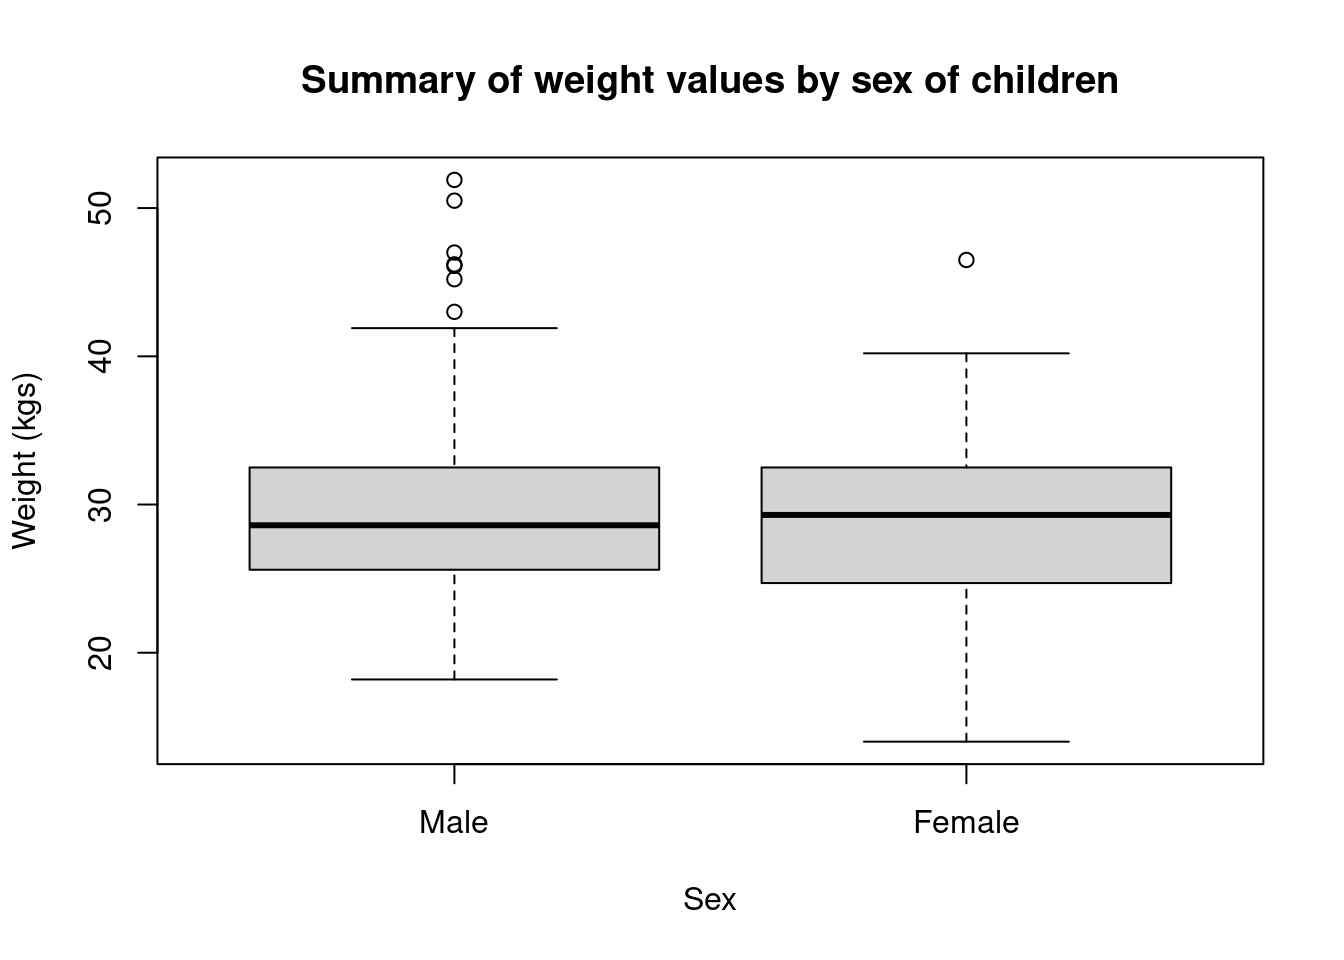 Summary of weight values by sex of children
Weight (kgs)
50
40
30
20
Male Female
Sex